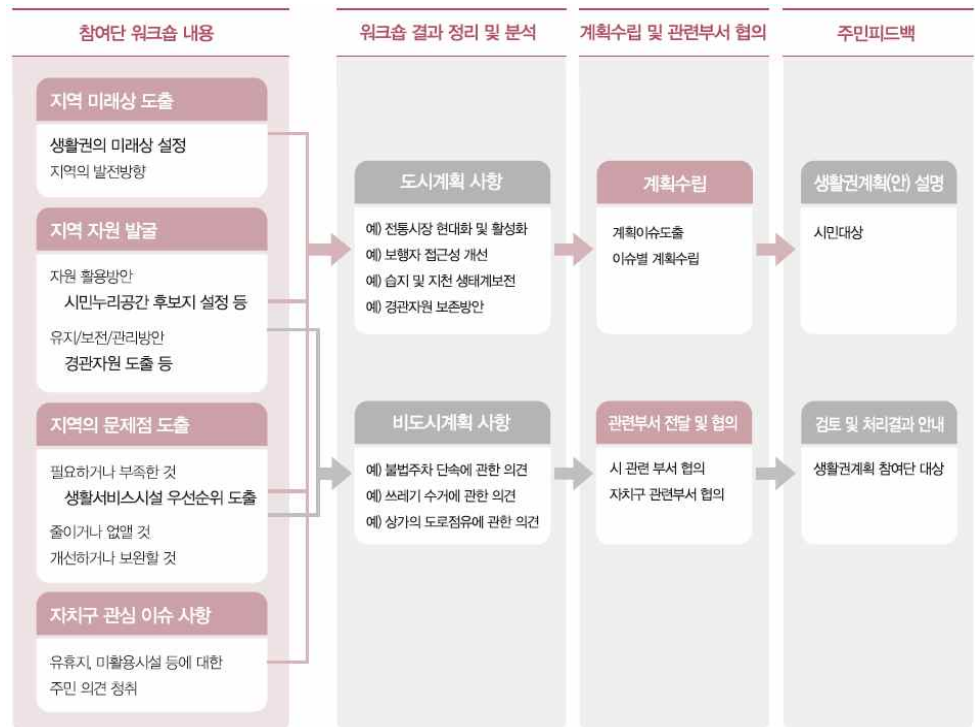 참여단 워크숍 내용
지역 미래상 도출
생활권의 미래상 설정
지역의 발전방향
지역 자원 발굴
자원 활용방안
시민누리공간 후보지 설정 등
유지/보전/관리방안
경관자원 도출 등
지역의 문제점 도출
필요하거나 부족한 것
생활서비스시설 우선순위 도출
줄이거나 없앨 것
개선하거나 보완할 것
자치구 관심 이슈 사항
유휴지, 미활용시설 등에 대한
주민 의견 청취
워크숍 결과 정리 및 분석
도시계획 사항
예) 전통시장 현대화 및 활성화
예) 보행자 접근성 개선
예) 습지 및 지천 생태계보전
예) 경관자원 보존방안
비도시계획 사항
예) 불법주차 단속에 관한 의견
예) 쓰레기 수거에 관한 의견
예) 상가의 도로점유에 관한 의견
계획수립 및 관련부서 협의
계획수립
계획이슈도출
이슈별 계획수립
관련부서 전달 및 협의
시 관련 부서 협의
자치구 관련부서 협의
주민피드백
생활권계획(안) 설명
시민대상
검토 및 처리결과 안내
생활권계획 참여단 대상